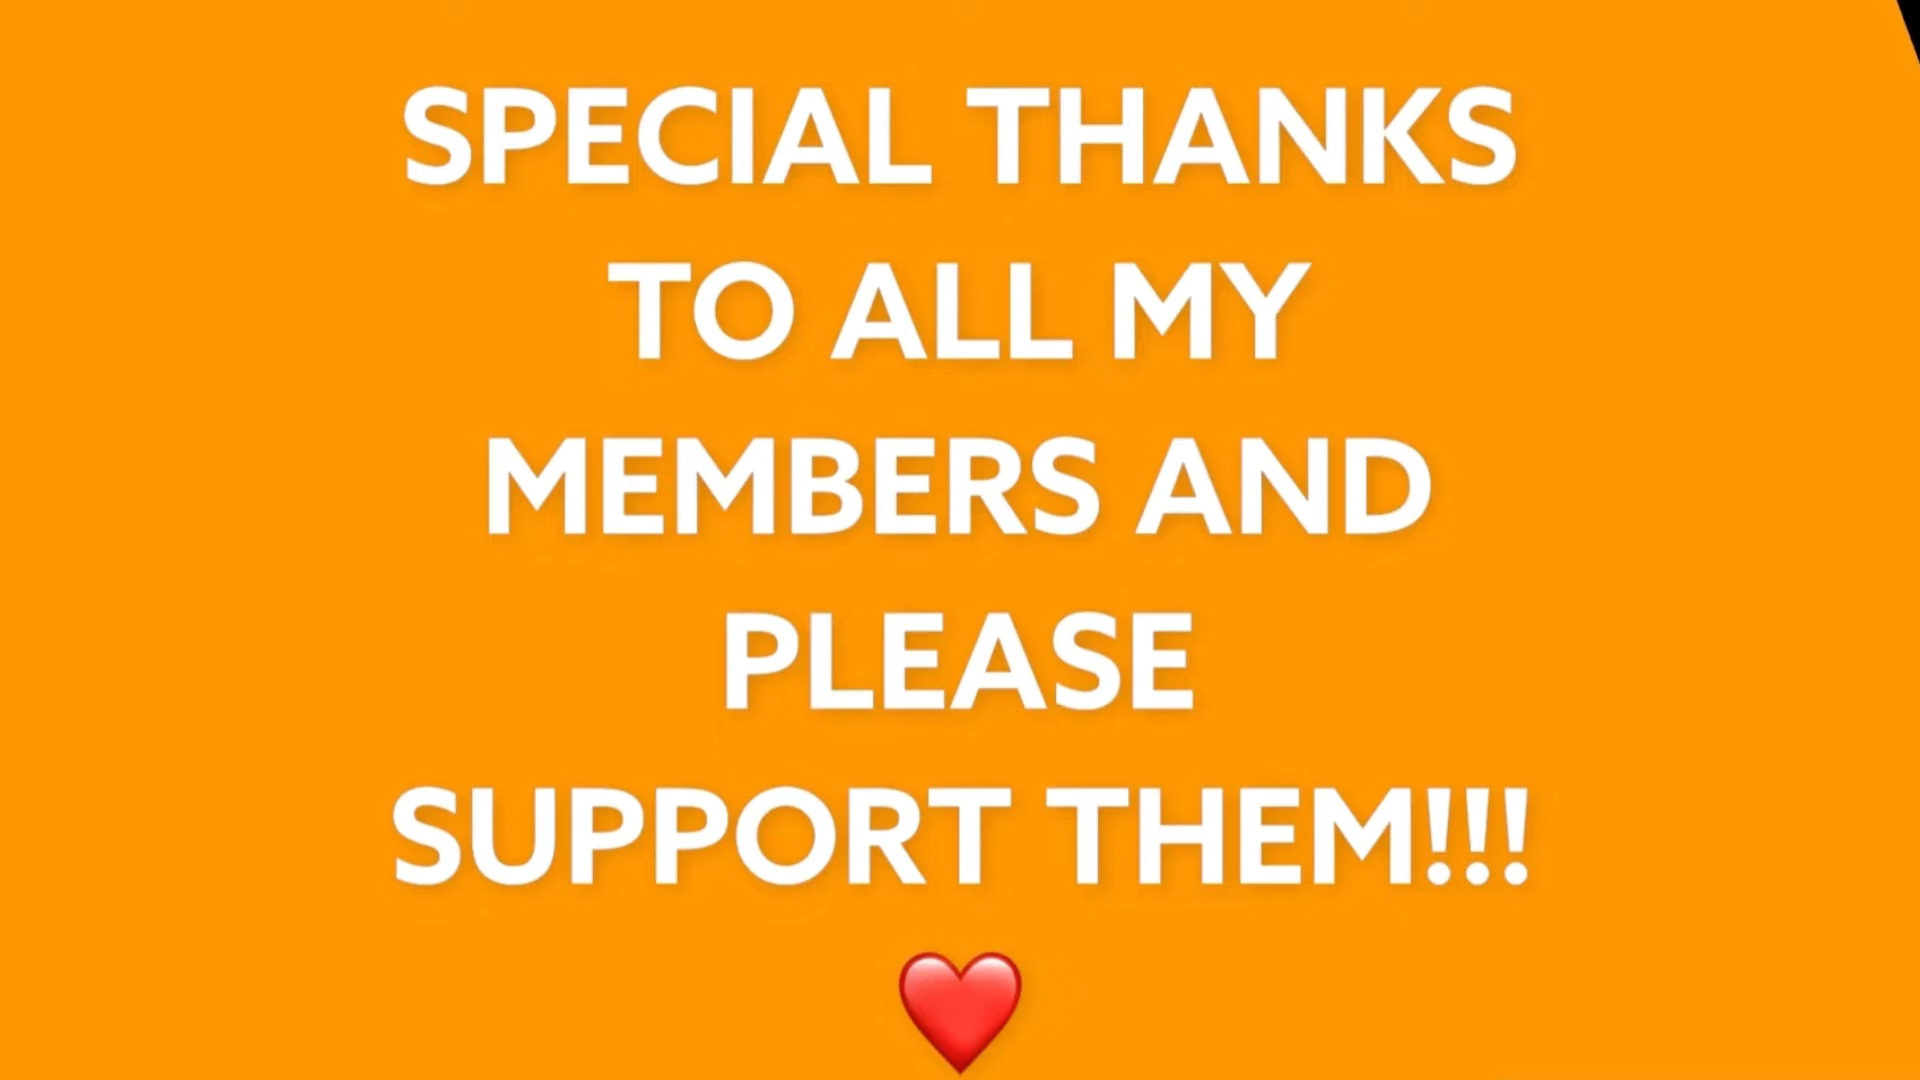 SPECIAL THANKS
TO ALL MY
MEMBERS AND
PLEASE
SUPPORT THEM!!!
❤️